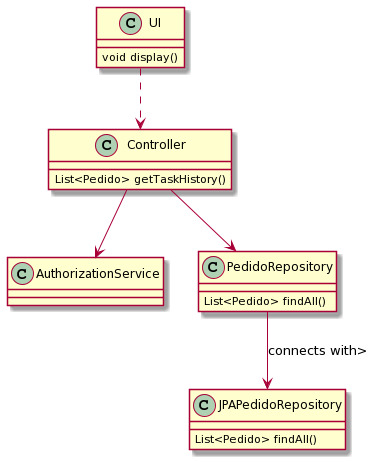 C UI
void display()
C Controller
List<Pedido> getTaskHistory()
C AuthorizationService
C PedidoRepository
List<Pedido> findAll()
connects with>
C JPAPedidoRepository
List<Pedido> findAll()